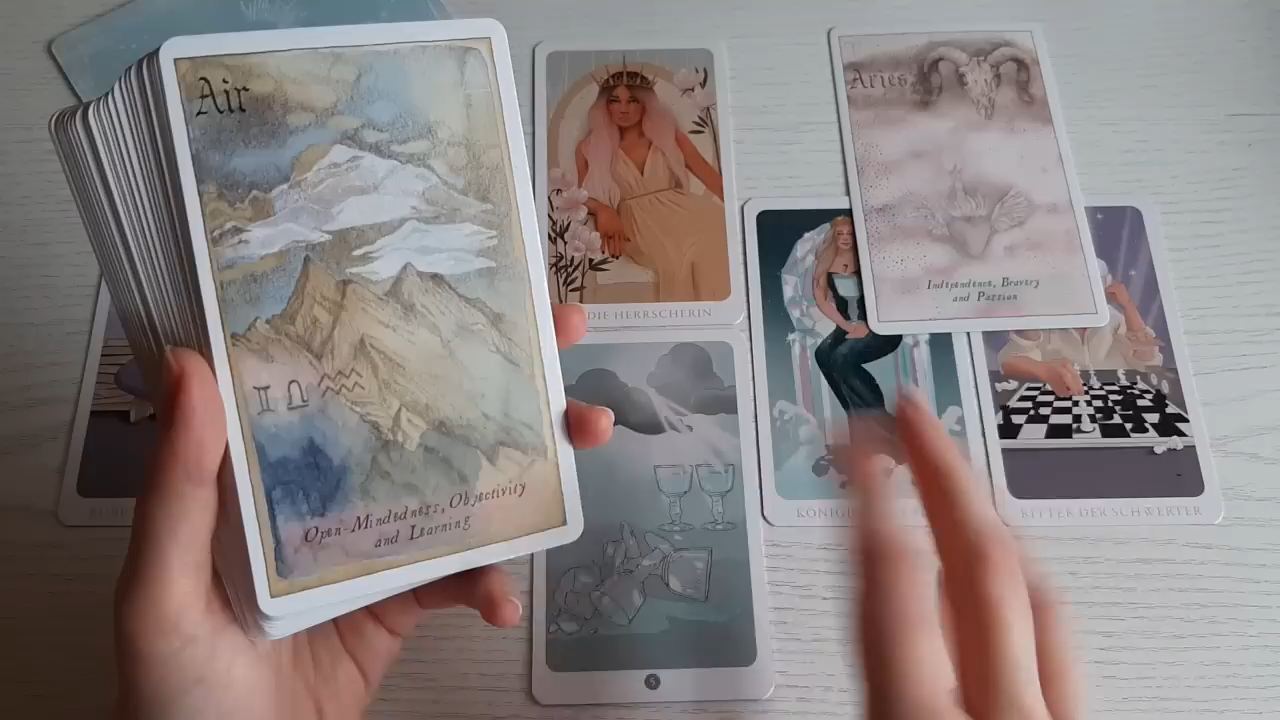 Air
Open-Mindedness, Objectivity
and Learning
DIE HERRSCHERIN
5
Aries
Independence, Bravery
and Passion
RITTER DER SCHWERTER